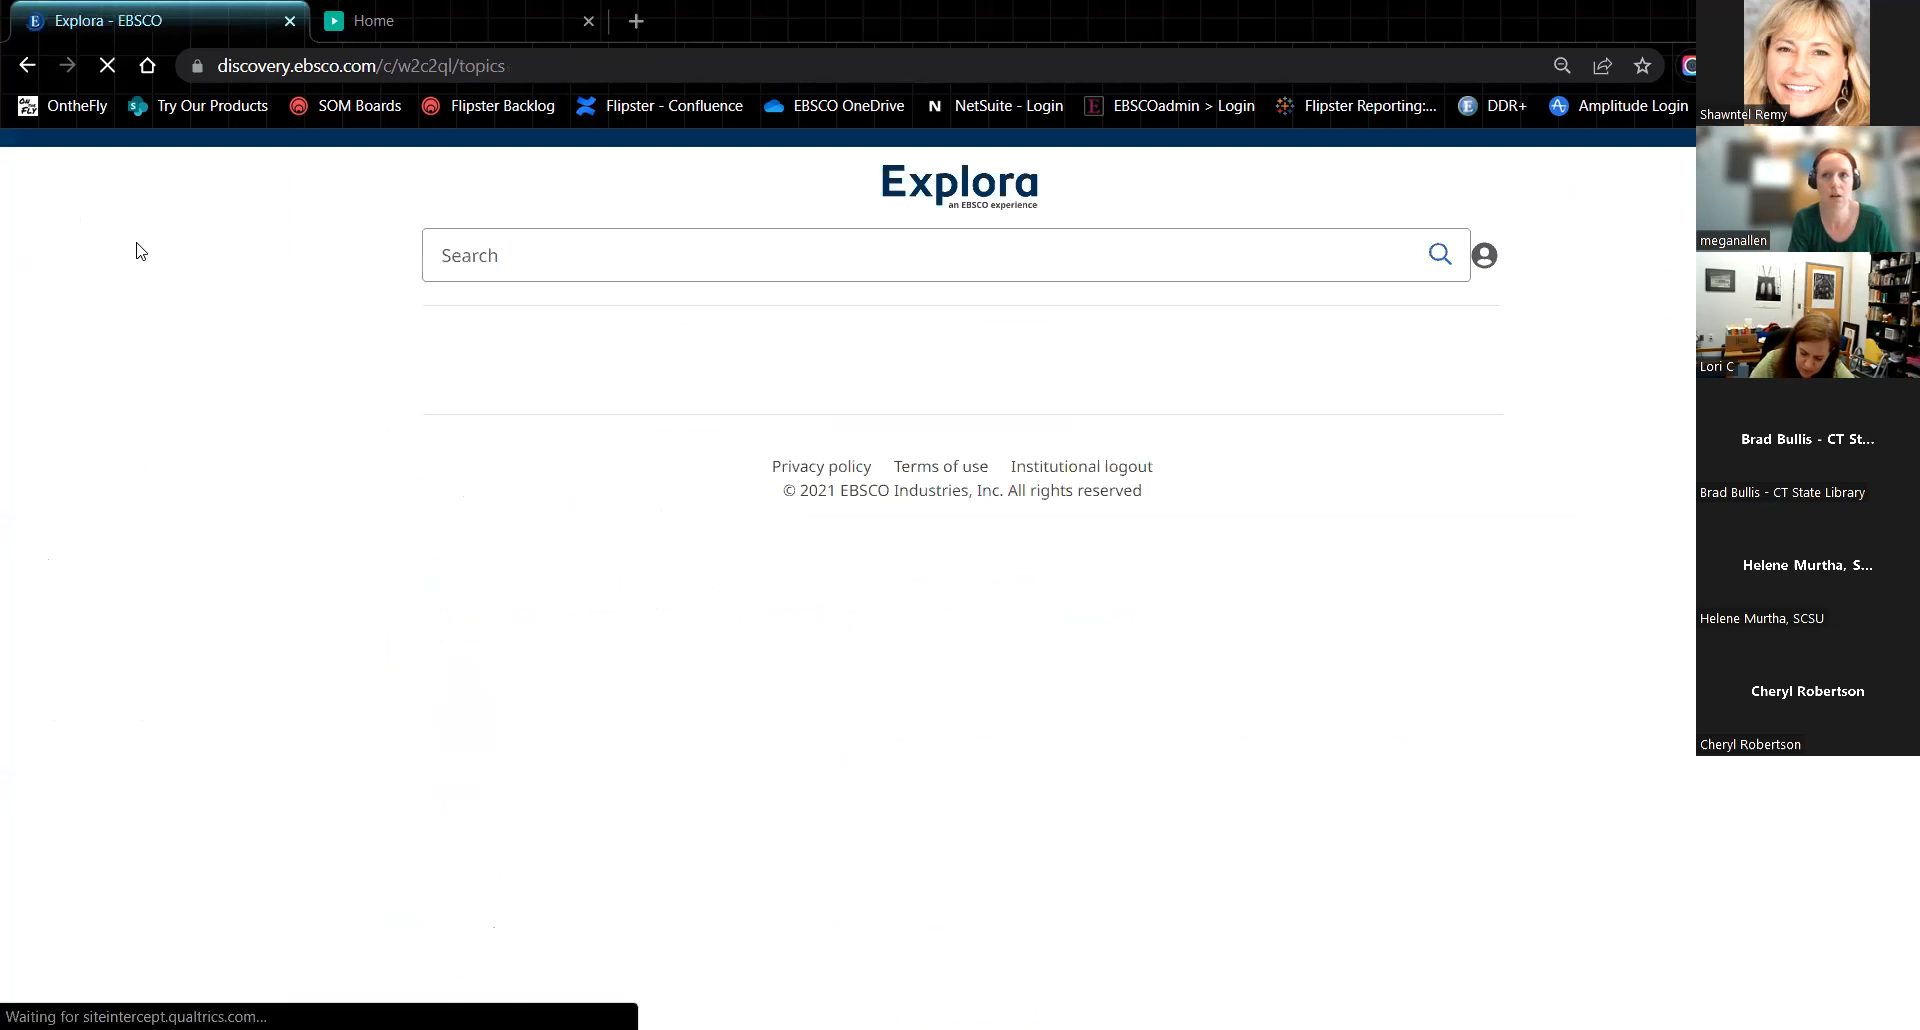 Explora - EBSCO
Home
discovery.ebsco.com/c/w2c2ql/topics
ON THE FLY OntheFly
Try Our Products
SOM Boards
Flipster Backlog
Flipster - Confluence
EBSCO OneDrive
NetSuite - Login
EBSCOadmin > Login
Flipster Reporting:...
DDR+
Amplitude Login
Explora
an EBSCO experience
Search
Privacy policy Terms of use Institutional logout
© 2021 EBSCO Industries, Inc. All rights reserved
Waiting for siteintercept.qualtrics.com...
Shawntel Remy
meganallen
Lori C
Brad Bullis - CT St...
Brad Bullis - CT State Library
Helene Murtha, S...
Helene Murtha, SCSU
Cheryl Robertson
Cheryl Robertson